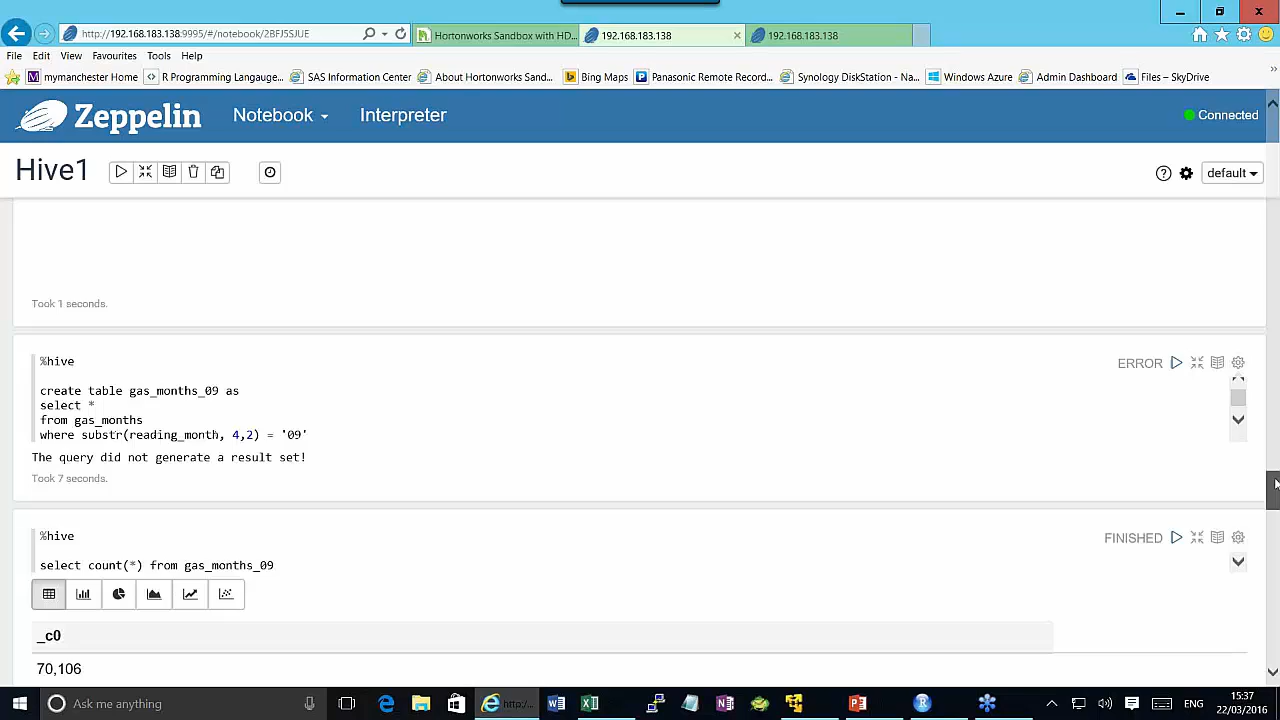 http://192.168.183.138:9995/#/notebook/2BFJ5SJUE
Hortonworks Sandbox with HD...
192.168.183.138
192.168.183.138
File Edit View Favourites Tools Help
mymanchester Home
R Programming Langauge...
SAS Information Center
About Hortonworks Sand...
Bing Maps
Panasonic Remote Record...
Synology DiskStation - Na...
Windows Azure
Admin Dashboard
Files – SkyDrive
Zeppelin
Notebook
Interpreter
Connected
Hive1
default
Took 1 seconds.
%hive
ERROR
create table gas_months_09 as
select *
from gas_months
where substr(reading_month, 4,2) = '09'
The query did not generate a result set!
Took 7 seconds.
%hive
FINISHED
select count(*) from gas_months_09
_c0
70,106
Ask me anything
http:/...
ENG
15:37
22/03/2016